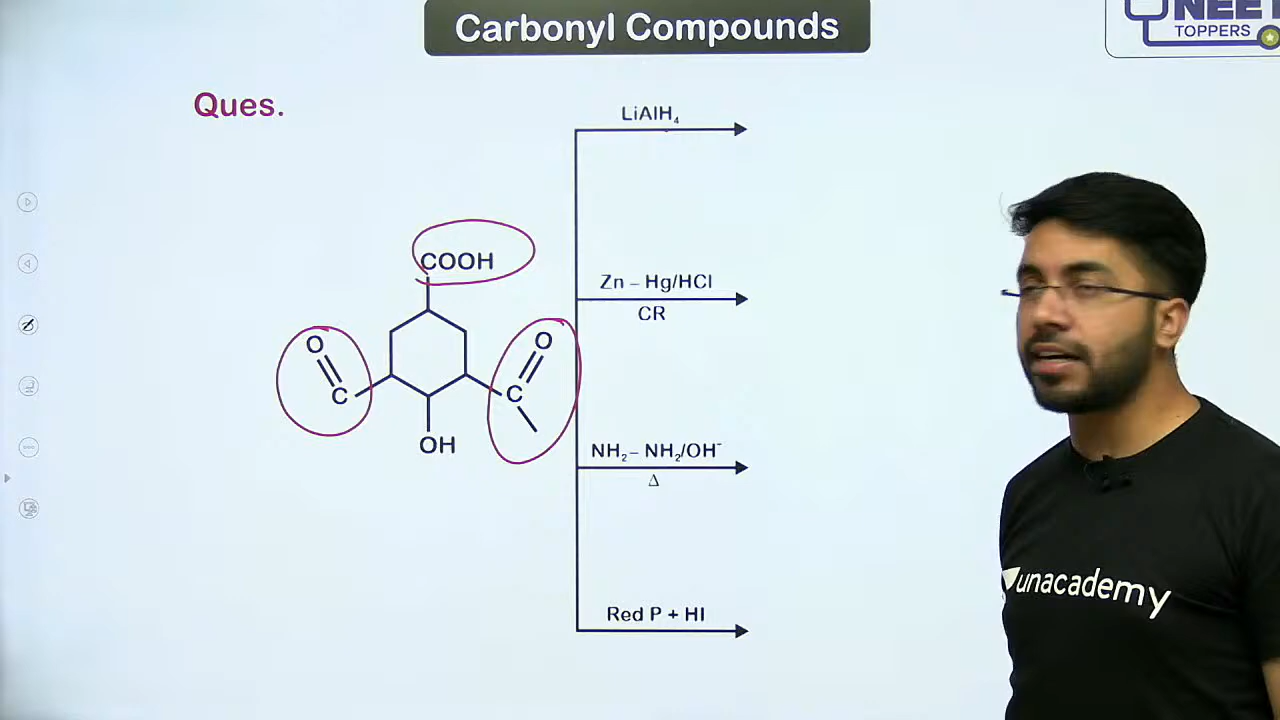 Carbonyl Compounds
NEET
TOPPERS
Ques.
LiAlH₄
COOH
Zn – Hg/HCl
CR
O
C
O
C
OH
NH₂– NH₂/OH⁻
Δ
Red P + HI
unacademy